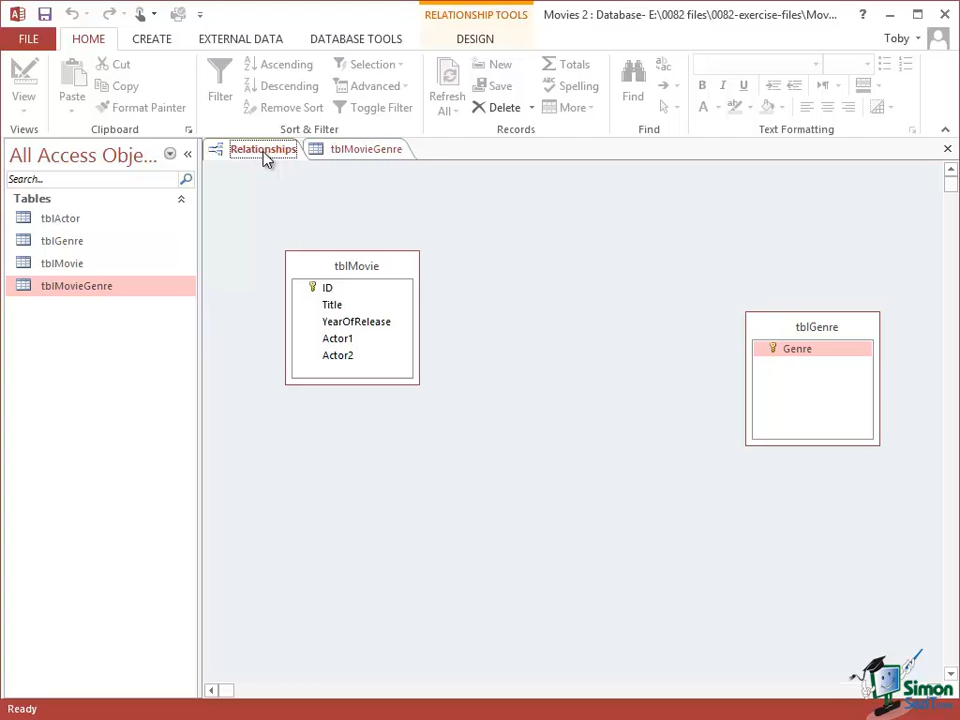 RELATIONSHIP TOOLS
Movies 2 : Database- E:\0082 files\0082-exercise-files\Mov...
?
FILE
HOME
CREATE
EXTERNAL DATA
DATABASE TOOLS
DESIGN
Toby
View
Paste
Cut
Copy
Format Painter
Filter
Ascending
Descending
Remove Sort
Selection
Advanced
Toggle Filter
Refresh
All
New
Save
Delete
Totals
Spelling
More
Find
B I U
A
Views
Clipboard
Sort & Filter
Records
Find
Text Formatting
All Access Obje...
Search...
Tables
tblActor
tblGenre
tblMovie
tblMovieGenre
Relationships
tblMovieGenre
tblMovie
ID
Title
YearOfRelease
Actor1
Actor2
tblGenre
Genre
Ready
Simon